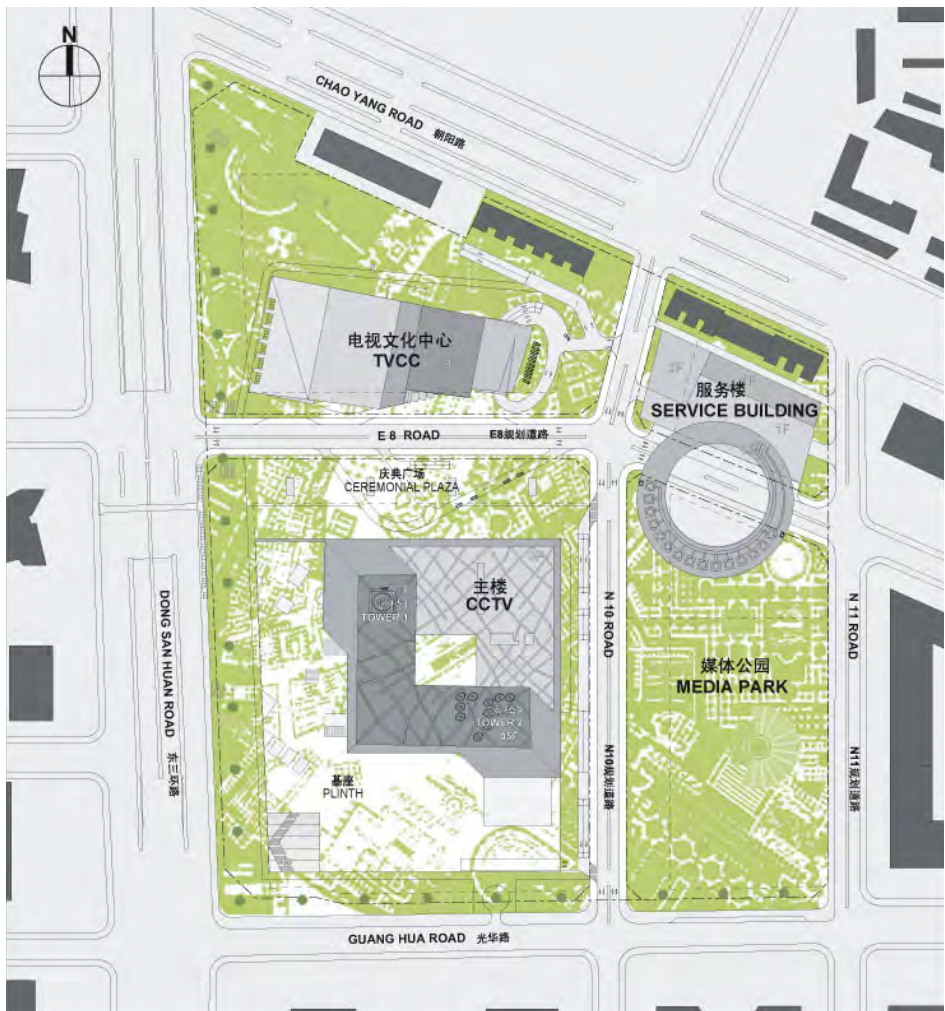 N
CHAO YANG ROAD 朝阳路
电视文化中心
TVCC
服务楼
SERVICE BUILDING
E 8 ROAD E8规划道路
庆典广场
CEREMONIAL PLAZA
主楼
CCTV
TOWER 1
TOWER 2
45F
DONG SAN HUAN ROAD 东三环路
N 10 ROAD
N10规划道路
媒体公园
MEDIA PARK
N 11 ROAD
N11规划道路
基座
PLINTH
GUANG HUA ROAD 光华路